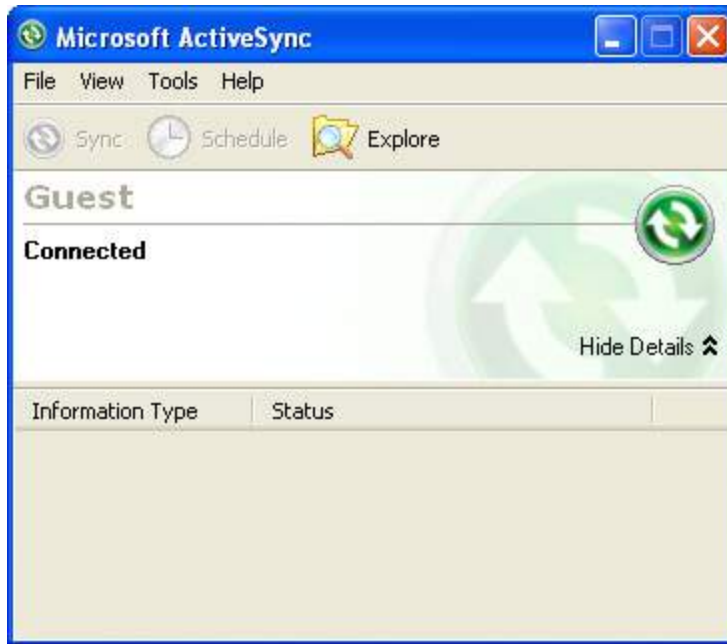 Microsoft ActiveSync
File View Tools Help
Sync Schedule Explore
Guest
Connected
Hide Details
Information Type Status